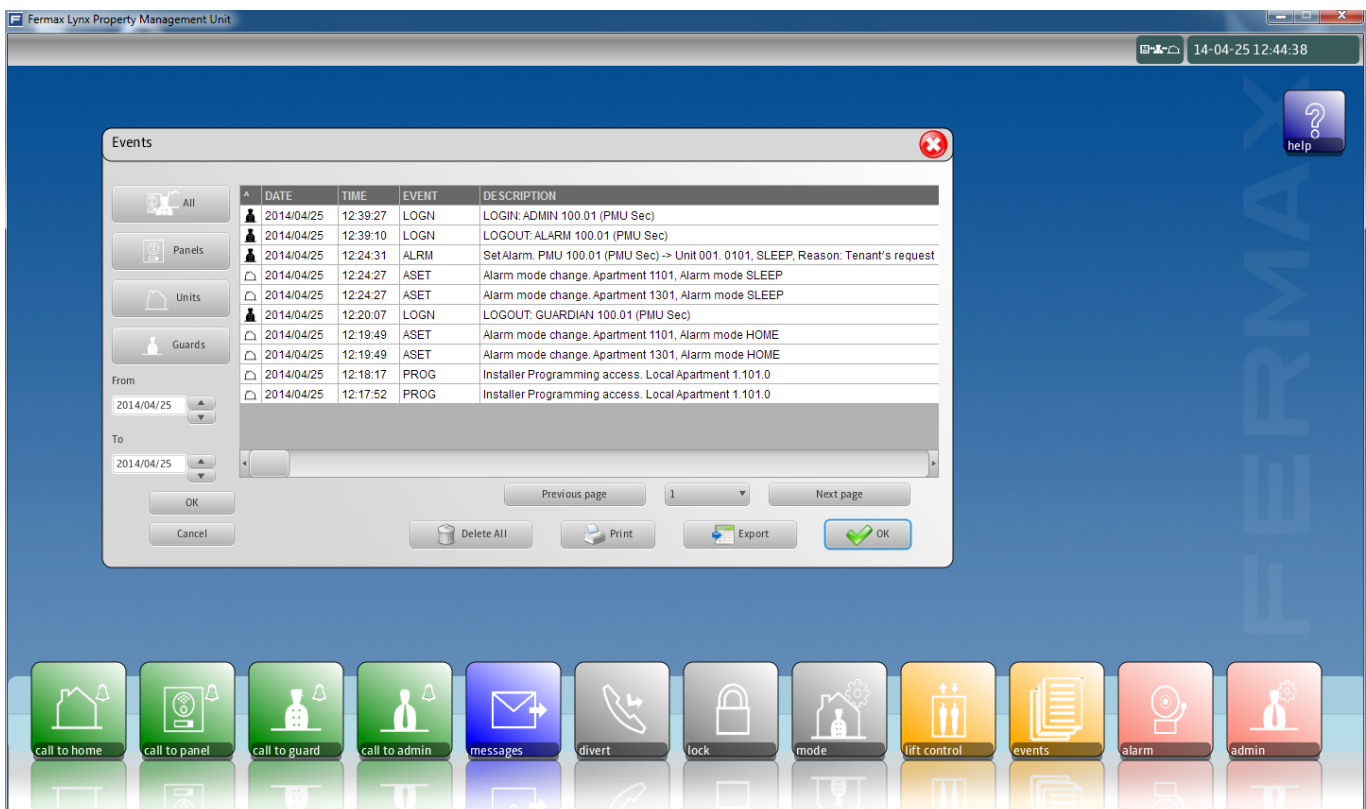 Fermax Lynx Property Management Unit
14-04-25 12:44:38
help
FERMAX
Events
All
Panels
Units
Guards
From
2014/04/25
To
2014/04/25
OK
Cancel
^ DATE TIME EVENT DESCRIPTION
2014/04/25 12:39:27 LOGN LOGIN: ADMIN 100.01 (PMU Sec)
2014/04/25 12:39:10 LOGN LOGOUT: ALARM 100.01 (PMU Sec)
2014/04/25 12:24:31 ALRM Set Alarm. PMU 100.01 (PMU Sec) -> Unit 001. 0101, SLEEP, Reason: Tenant's request
2014/04/25 12:24:27 ASET Alarm mode change. Apartment 1101, Alarm mode SLEEP
2014/04/25 12:24:27 ASET Alarm mode change. Apartment 1301, Alarm mode SLEEP
2014/04/25 12:20:07 LOGN LOGOUT: GUARDIAN 100.01 (PMU Sec)
2014/04/25 12:19:49 ASET Alarm mode change. Apartment 1101, Alarm mode HOME
2014/04/25 12:19:49 ASET Alarm mode change. Apartment 1301, Alarm mode HOME
2014/04/25 12:18:17 PROG Installer Programming access. Local Apartment 1.101.0
2014/04/25 12:17:52 PROG Installer Programming access. Local Apartment 1.101.0
Previous page 1 Next page
Delete All Print Export OK
call to home call to panel call to guard call to admin messages divert lock mode lift control events alarm admin